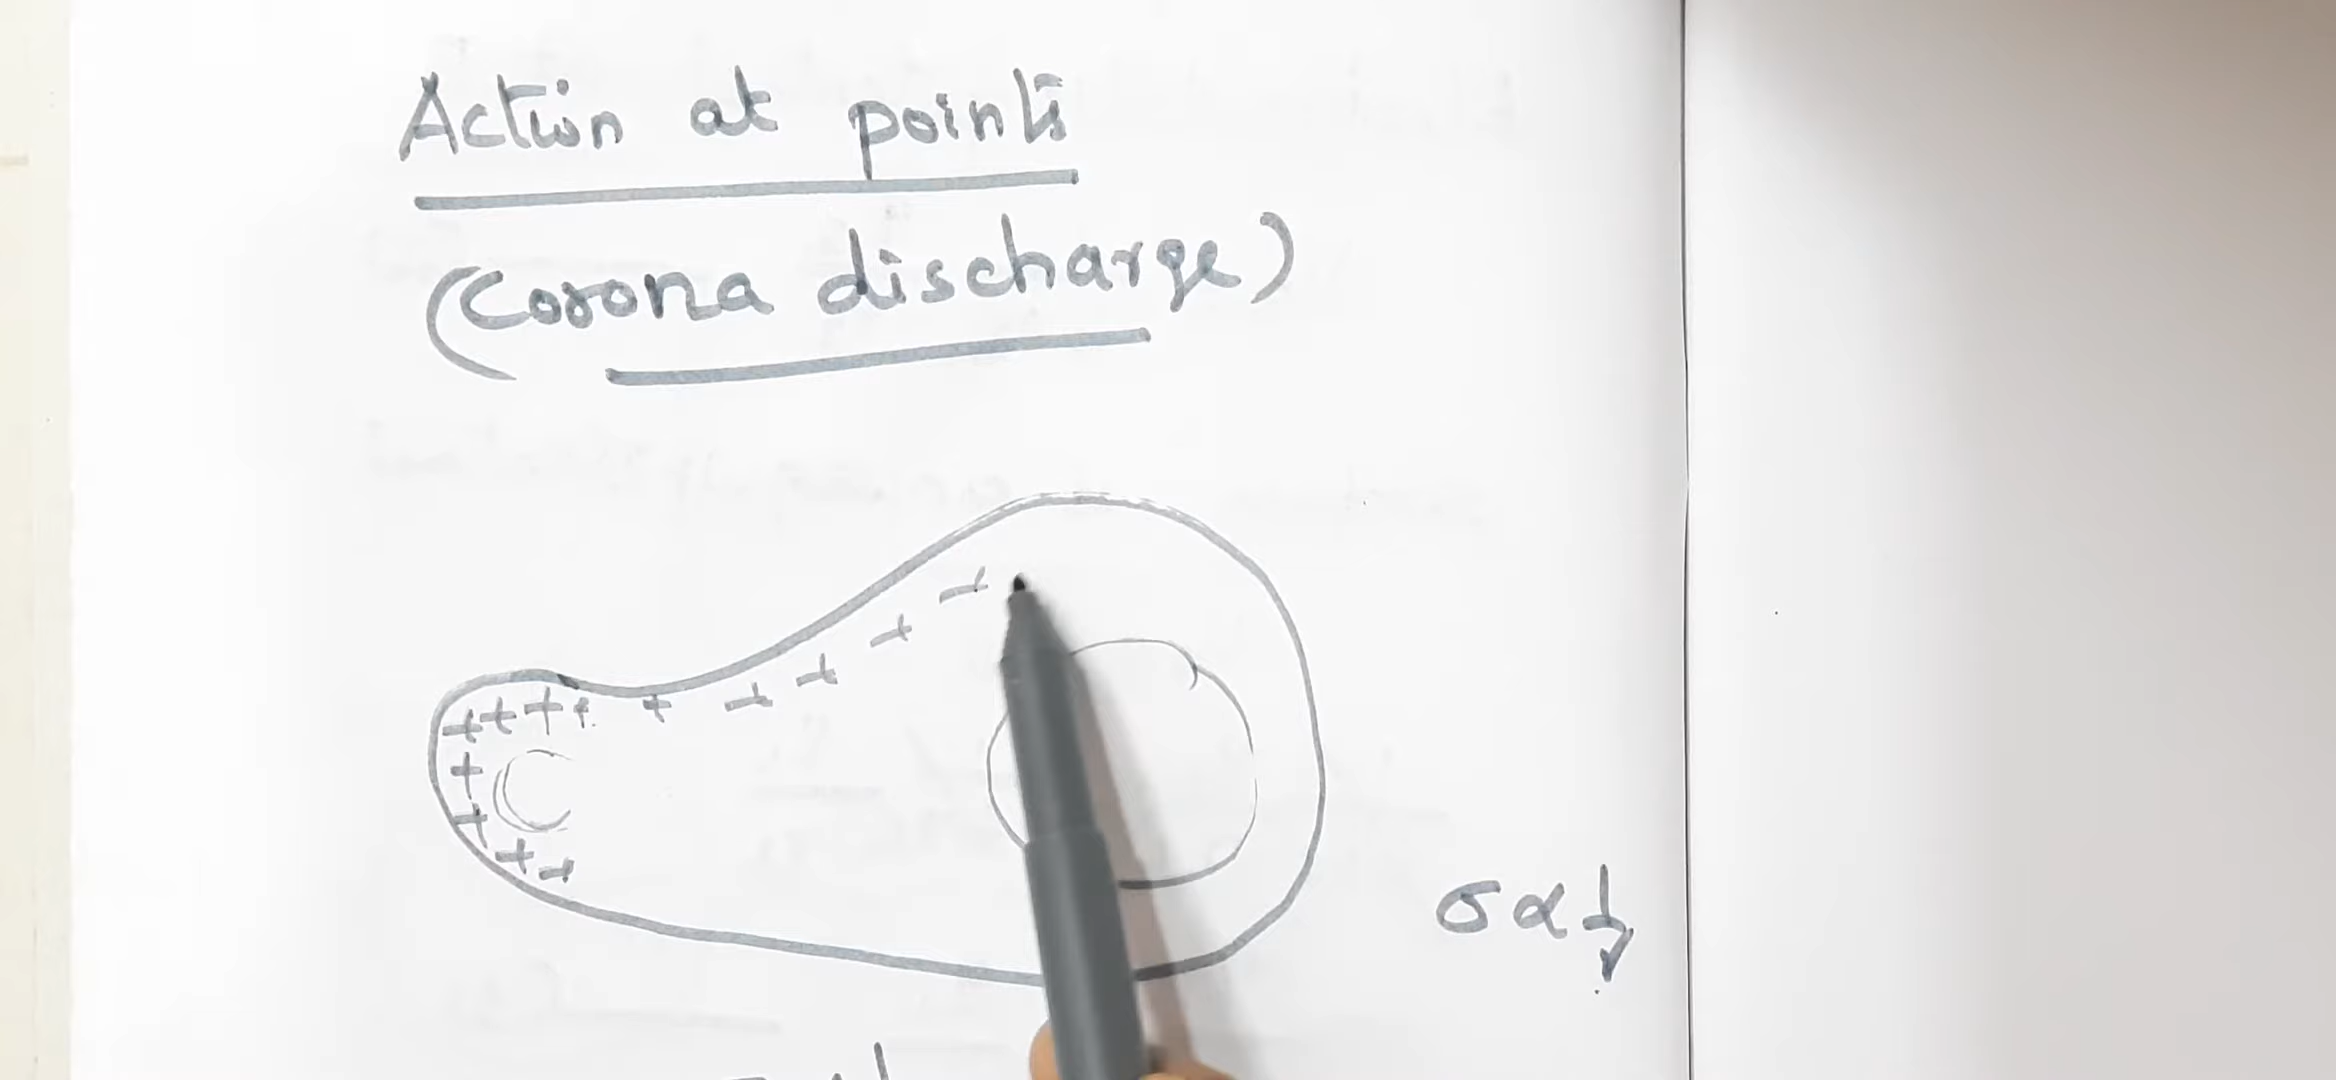 Action at points
(Corona discharge)
+ + + + + + + + +
+
+
+ +
σ α 1/r